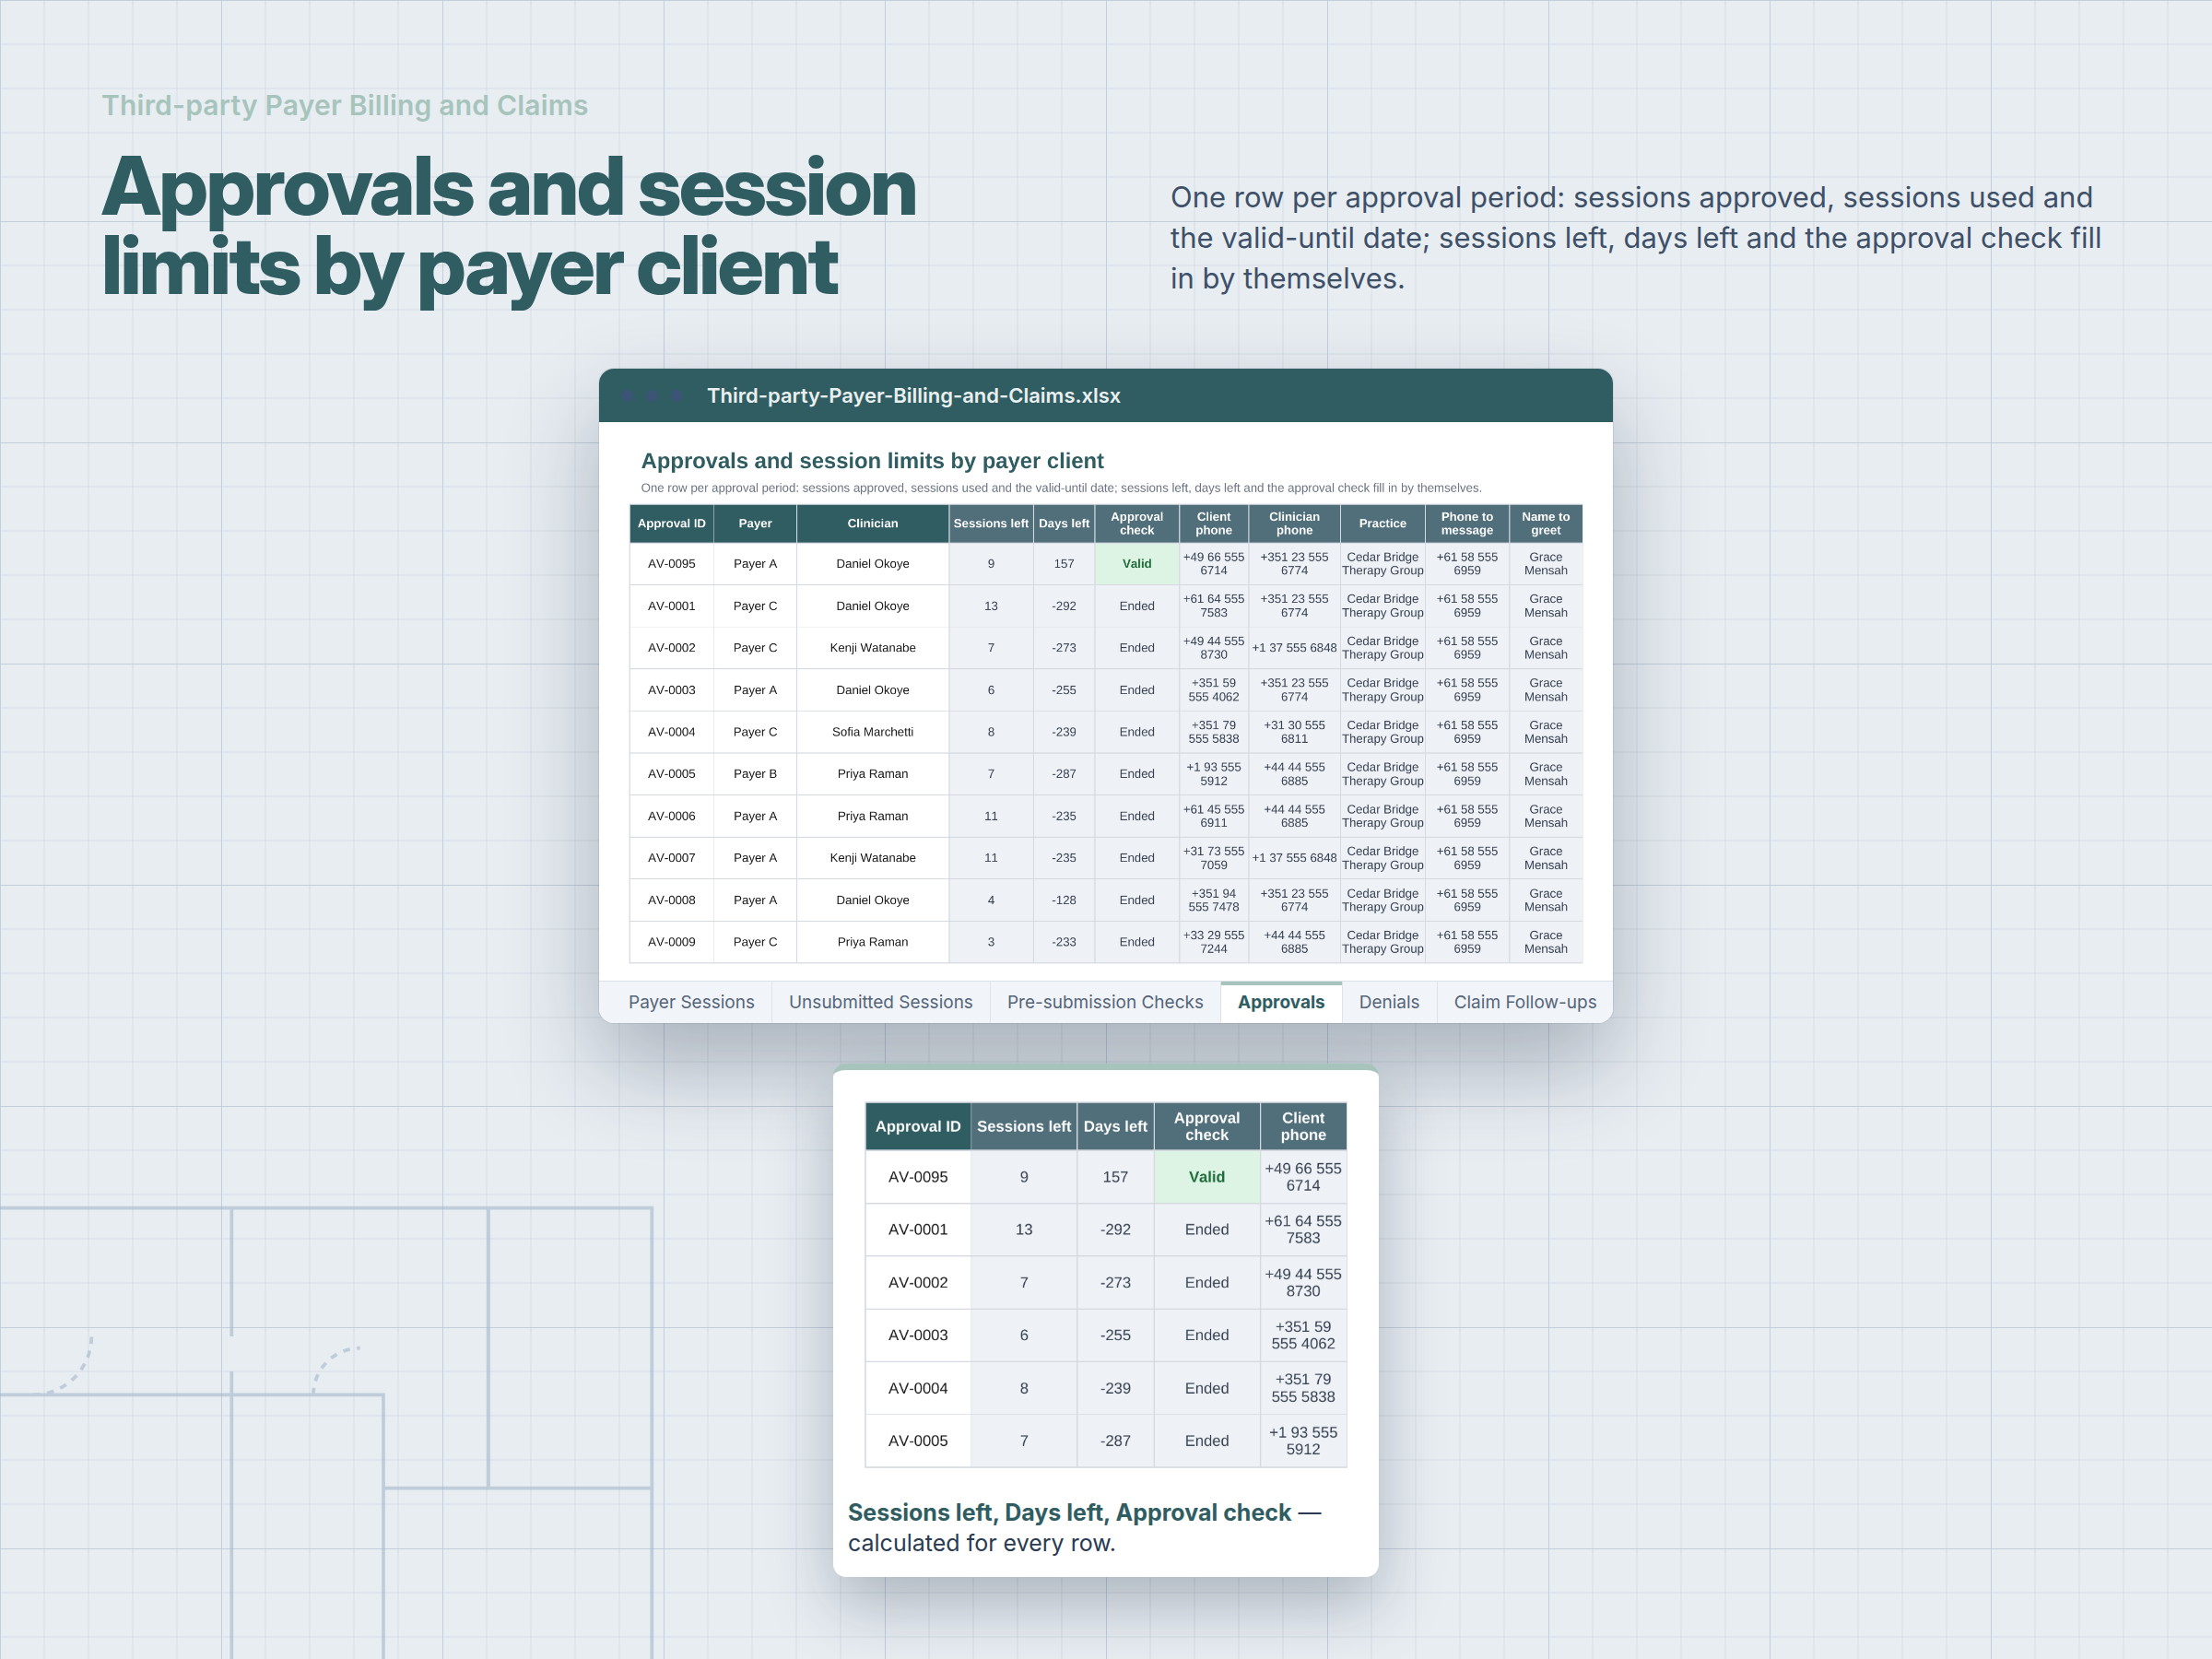 Third-party Payer Billing and Claims
Approvals and session
limits by payer client
One row per approval period: sessions approved, sessions used and
the valid-until date; sessions left, days left and the approval check fill
in by themselves.
Third-party-Payer-Billing-and-Claims.xlsx
Approvals and session limits by payer client
One row per approval period: sessions approved, sessions used and the valid-until date; sessions left, days left and the approval check fill in by themselves.
Approval ID Payer Clinician Sessions left Days left Approval check Client phone Clinician phone Practice Phone to message Name to greet
AV-0095 Payer A Daniel Okoye 9 157 Valid +49 66 555 6714 +351 23 555 6774 Cedar Bridge Therapy Group +61 58 555 6959 Grace Mensah
AV-0001 Payer C Daniel Okoye 13 -292 Ended +61 64 555 7583 +351 23 555 6774 Cedar Bridge Therapy Group +61 58 555 6959 Grace Mensah
AV-0002 Payer C Kenji Watanabe 7 -273 Ended +49 44 555 8730 +1 37 555 6848 Cedar Bridge Therapy Group +61 58 555 6959 Grace Mensah
AV-0003 Payer A Daniel Okoye 6 -255 Ended +351 59 555 4062 +351 23 555 6774 Cedar Bridge Therapy Group +61 58 555 6959 Grace Mensah
AV-0004 Payer C Sofia Marchetti 8 -239 Ended +351 79 555 5838 +31 30 555 6811 Cedar Bridge Therapy Group +61 58 555 6959 Grace Mensah
AV-0005 Payer B Priya Raman 7 -287 Ended +1 93 555 5912 +44 44 555 6885 Cedar Bridge Therapy Group +61 58 555 6959 Grace Mensah
AV-0006 Payer A Priya Raman 11 -235 Ended +61 45 555 6911 +44 44 555 6885 Cedar Bridge Therapy Group +61 58 555 6959 Grace Mensah
AV-0007 Payer A Kenji Watanabe 11 -235 Ended +31 73 555 7059 +1 37 555 6848 Cedar Bridge Therapy Group +61 58 555 6959 Grace Mensah
AV-0008 Payer A Daniel Okoye 4 -128 Ended +351 94 555 7478 +351 23 555 6774 Cedar Bridge Therapy Group +61 58 555 6959 Grace Mensah
AV-0009 Payer C Priya Raman 3 -233 Ended +33 29 555 7244 +44 44 555 6885 Cedar Bridge Therapy Group +61 58 555 6959 Grace Mensah
Payer Sessions Unsubmitted Sessions Pre-submission Checks Approvals Denials Claim Follow-ups
Approval ID Sessions left Days left Approval check Client phone
AV-0095 9 157 Valid +49 66 555 6714
AV-0001 13 -292 Ended +61 64 555 7583
AV-0002 7 -273 Ended +49 44 555 8730
AV-0003 6 -255 Ended +351 59 555 4062
AV-0004 8 -239 Ended +351 79 555 5838
AV-0005 7 -287 Ended +1 93 555 5912
Sessions left, Days left, Approval check —
calculated for every row.